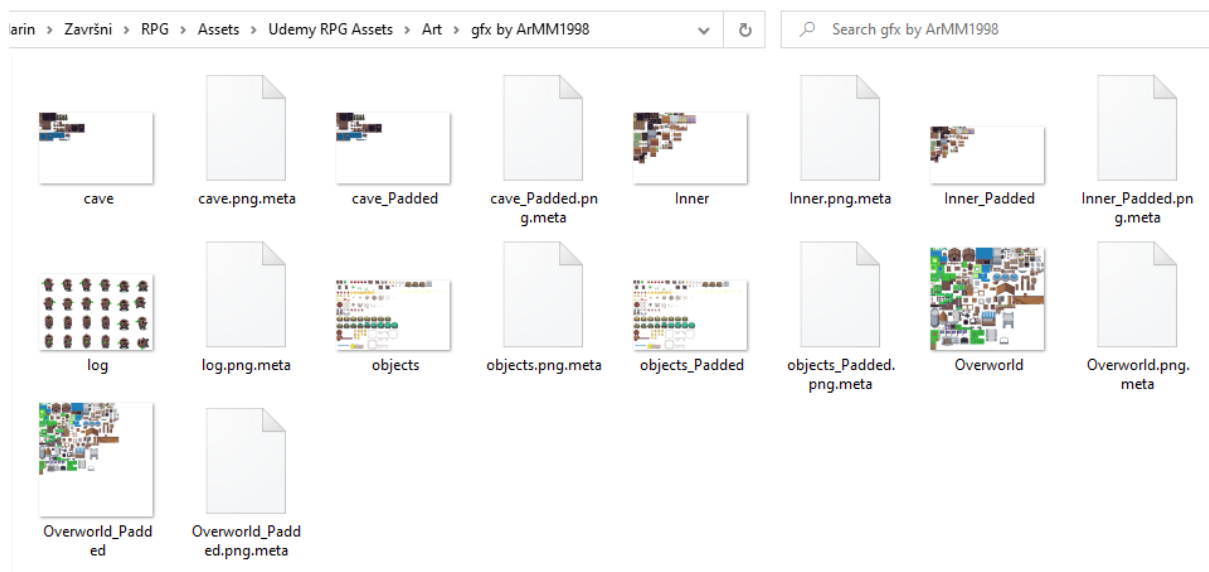 larin > Završni > RPG > Assets > Udemy RPG Assets > Art > gfx by ArMM1998
Search gfx by ArMM1998
cave
cave.png.meta
cave_Padded
cave_Padded.pn
g.meta
Inner
Inner.png.meta
Inner_Padded
Inner_Padded.pn
g.meta
log
log.png.meta
objects
objects.png.meta
objects_Padded
objects_Padded.
png.meta
Overworld
Overworld.png.
meta
Overworld_Padd
ed
Overworld_Padd
ed.png.meta